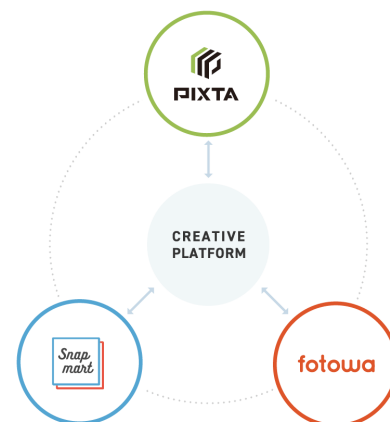 PIXTA
CREATIVE
PLATFORM
Snap
mart
fotowa